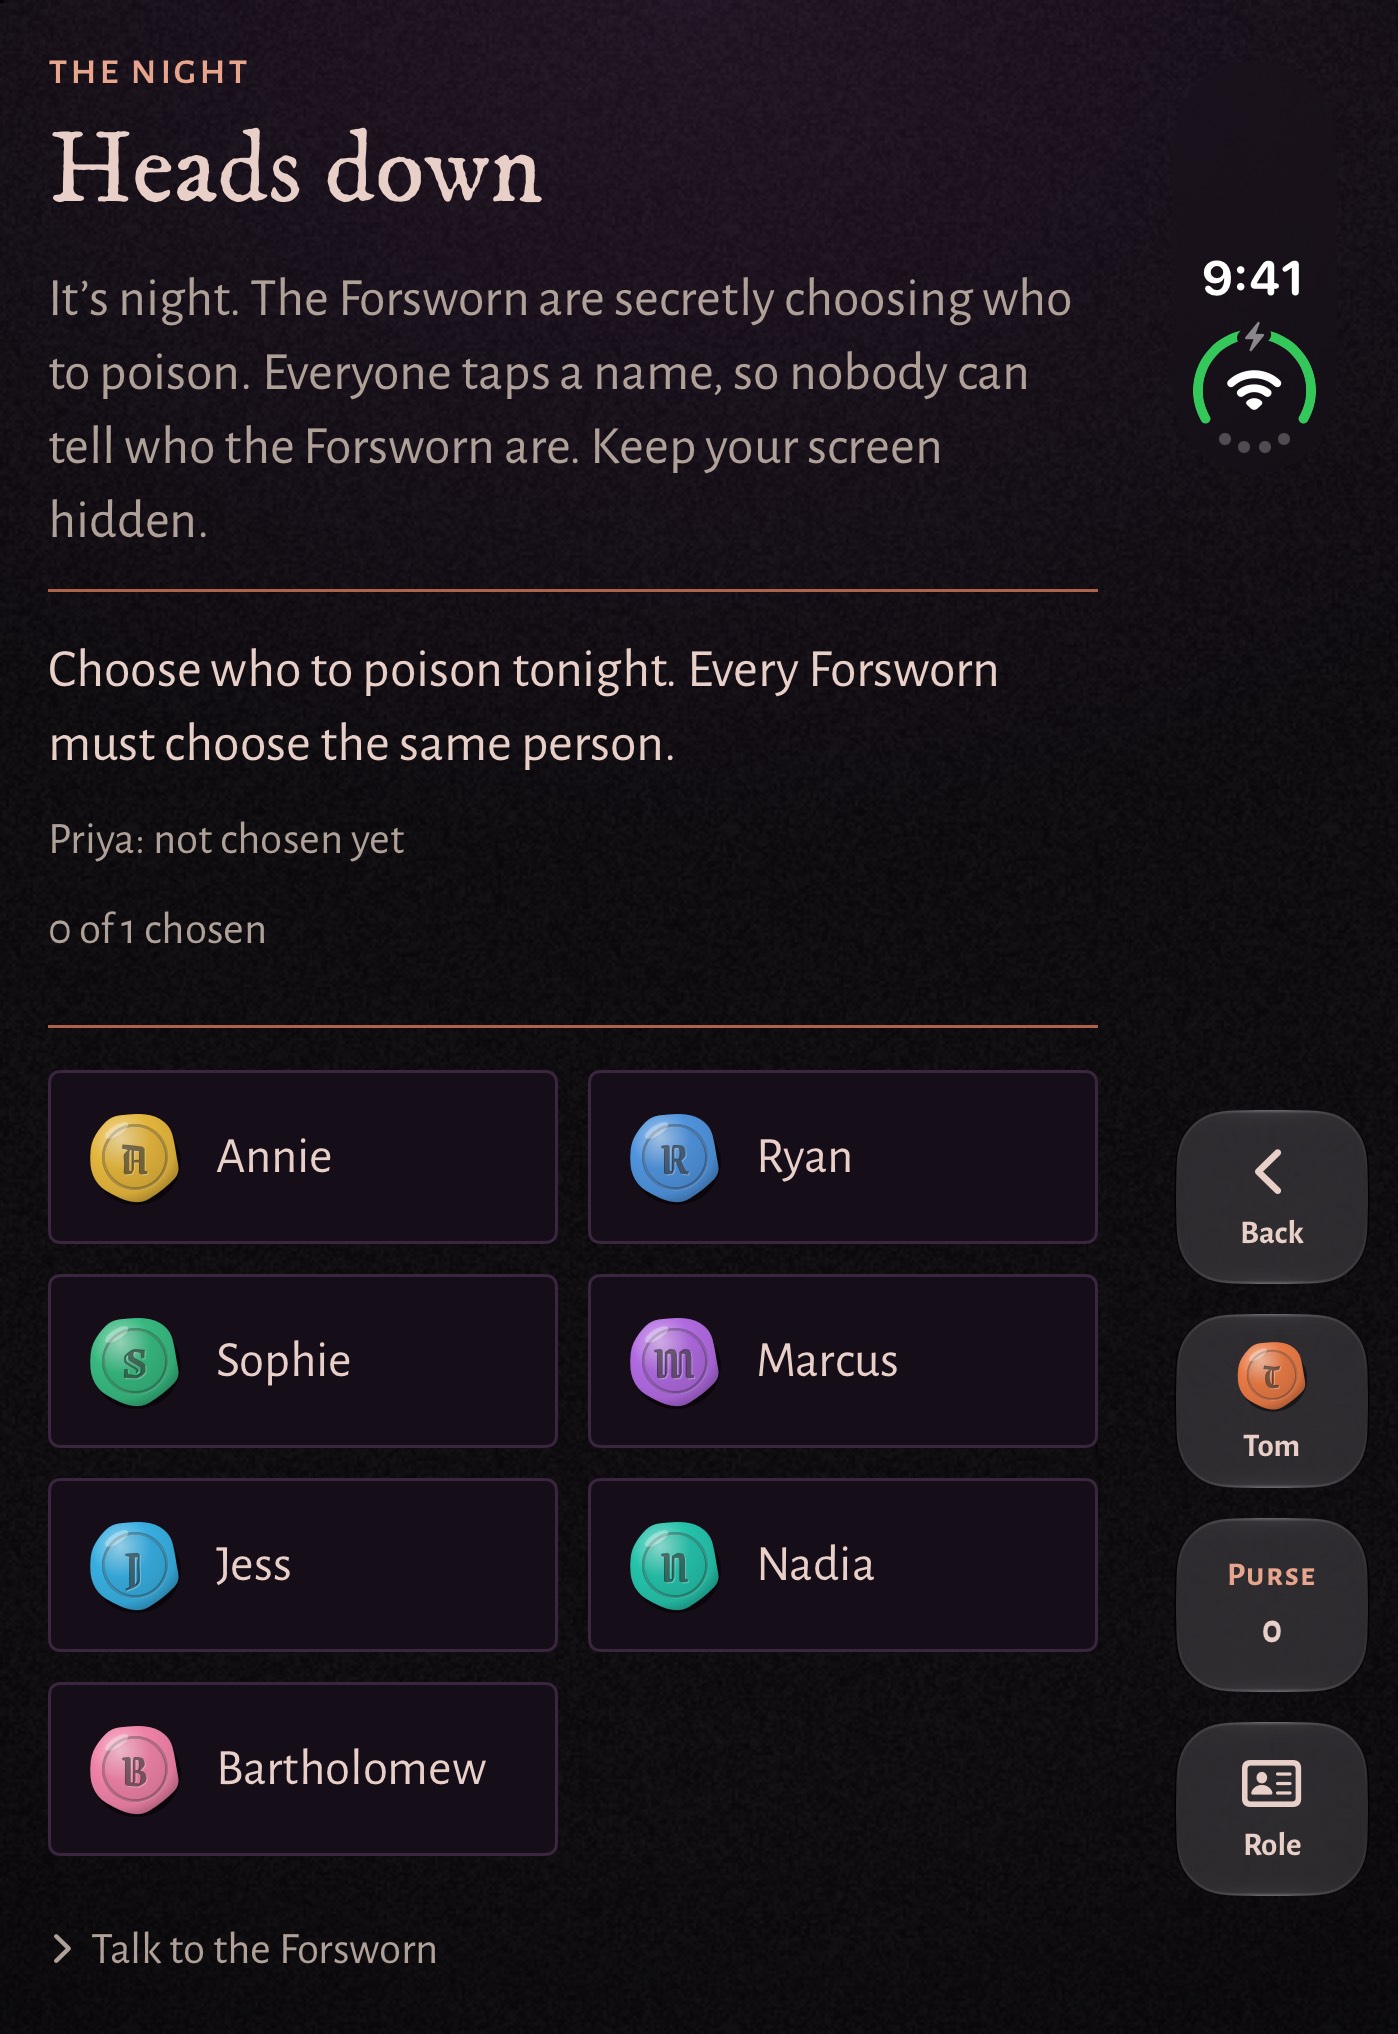 THE NIGHT
Heads down
It’s night. The Forsworn are secretly choosing who
to poison. Everyone taps a name, so nobody can
tell who the Forsworn are. Keep your screen
hidden.
9:41
Choose who to poison tonight. Every Forsworn
must choose the same person.
Priya: not chosen yet
0 of 1 chosen
A Annie
R Ryan
S Sophie
M Marcus
J Jess
N Nadia
B Bartholomew
Talk to the Forsworn
Back
T
Tom
PURSE
0
Role